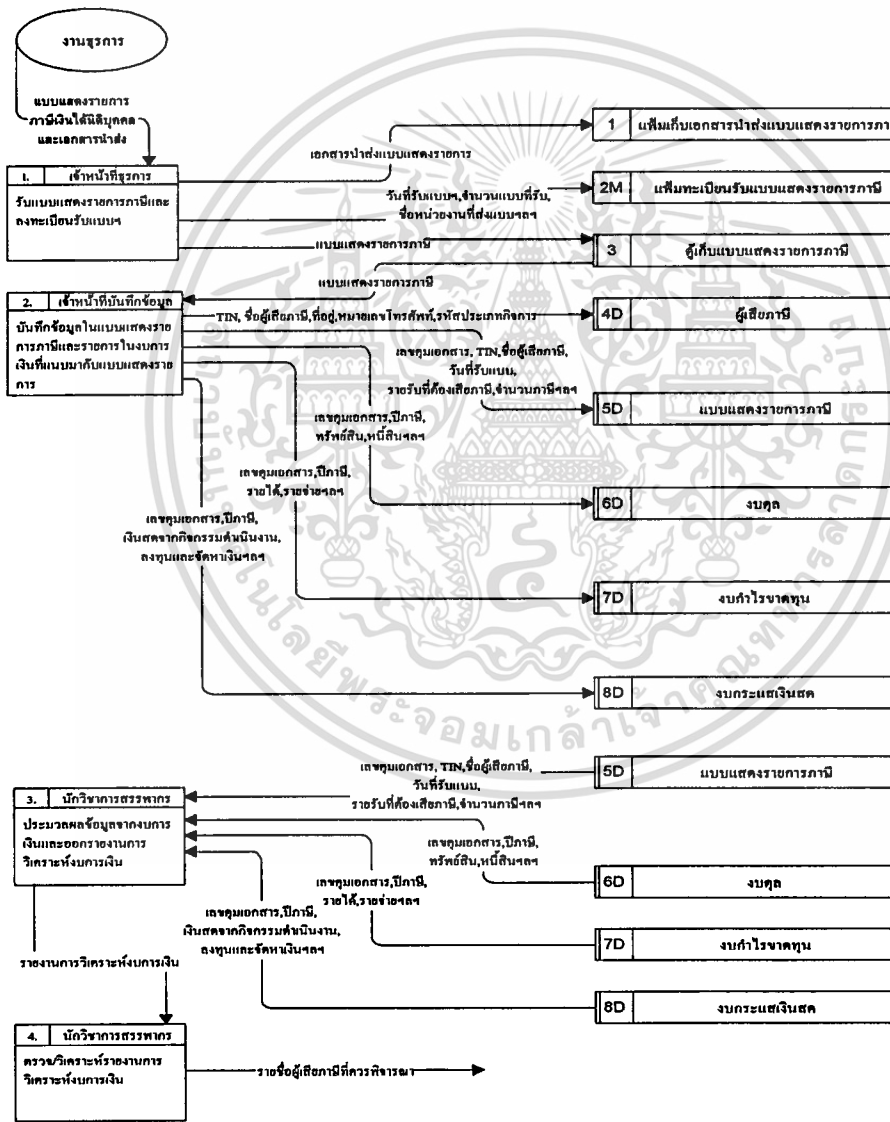 งานธุรการ
แบบแสดงรายการ
ภาษีเงินได้นิติบุคคล
และเอกสารนำส่ง
1. เจ้าหน้าที่ธุรการ
รับแบบแสดงรายการภาษีและ
ลงทะเบียนรับแบบฯ
เอกสารนำส่งแบบแสดงรายการ
1 แฟ้มเก็บเอกสารนำส่งแบบแสดงรายการภา
วันที่รับแบบฯ,จำนวนแบบที่รับ,
ชื่อหน่วยงานที่ส่งแบบฯลฯ
2M แฟ้มทะเบียนรับแบบแสดงรายการภาษี
แบบแสดงรายการภาษี
3 ตู้เก็บแบบแสดงรายการภาษี
แบบแสดงรายการภาษี
2. เจ้าหน้าที่บันทึกข้อมูล
บันทึกข้อมูลในแบบแสดงราย
การภาษีและรายการในงบการ
เงินที่แนบมากับแบบแสดงราย
การ
TIN, ชื่อผู้เสียภาษี,ที่อยู่,หมายเลขโทรศัพท์,รหัสประเภทกิจการ
4D ผู้เสียภาษี
เลขคุมเอกสาร, TIN,ชื่อผู้เสียภาษี,
วันที่รับแบบ,
รายรับที่ต้องเสียภาษี,จำนวนภาษีฯลฯ
5D แบบแสดงรายการภาษี
เลขคุมเอกสาร,ปีภาษี,
ทรัพย์สิน,หนี้สินฯลฯ
6D งบดุล
เลขคุมเอกสาร,ปีภาษี,
รายได้,รายจ่ายฯลฯ
7D งบกำไรขาดทุน
เลขคุมเอกสาร,ปีภาษี,
เงินสดจากกิจกรรมดำเนินงาน,
ลงทุนและจัดหาเงินฯลฯ
8D งบกระแสเงินสด
เลขคุมเอกสาร, TIN,ชื่อผู้เสียภาษี,
วันที่รับแบบ,
รายรับที่ต้องเสียภาษี,จำนวนภาษีฯลฯ
5D แบบแสดงรายการภาษี
3. นักวิชาการสรรพากร
ประมวลผลข้อมูลจากงบการ
เงินและออกรายงานการ
วิเคราะห์งบการเงิน
เลขคุมเอกสาร,ปีภาษี,
ทรัพย์สิน,หนี้สินฯลฯ
6D งบดุล
เลขคุมเอกสาร,ปีภาษี,
รายได้,รายจ่ายฯลฯ
7D งบกำไรขาดทุน
เลขคุมเอกสาร,ปีภาษี,
เงินสดจากกิจกรรมดำเนินงาน,
ลงทุนและจัดหาเงินฯลฯ
8D งบกระแสเงินสด
รายงานการวิเคราะห์งบการเงิน
4. นักวิชาการสรรพากร
ตรวจ/วิเคราะห์รายงานการ
วิเคราะห์งบการเงิน
รายชื่อผู้เสียภาษีที่ควรพิจารณา